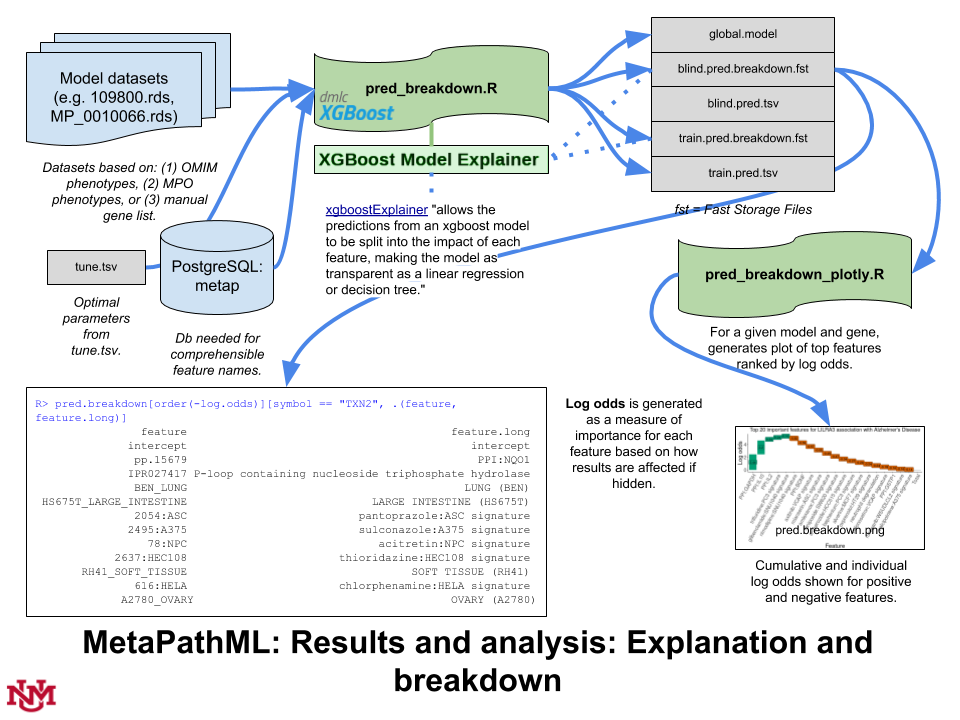 Model datasets
(e.g. 109800.rds,
MP_0010066.rds)
Datasets based on: (1) OMIM
phenotypes, (2) MPO
phenotypes, or (3) manual
gene list.
tune.tsv
Optimal
parameters
from
tune.tsv.
PostgreSQL:
metap
Db needed for
comprehensible
feature names.
pred_breakdown.R
dmlc
XGBoost
XGBoost Model Explainer
xgboostExplainer "allows the
predictions from an xgboost model
to be split into the impact of each
feature, making the model as
transparent as a linear regression
or decision tree."
global.model
blind.pred.breakdown.fst
blind.pred.tsv
train.pred.breakdown.fst
train.pred.tsv
fst = Fast Storage Files
pred_breakdown_plotly.R
For a given model and gene,
generates plot of top features
ranked by log odds.
R> pred.breakdown[order(-log.odds)][symbol == "TXN2", .(feature,
feature.long)]
feature feature.long
intercept intercept
pp.15679 PPI:NQO1
IPR027417 P-loop containing nucleoside triphosphate hydrolase
BEN_LUNG LUNG (BEN)
HS675T_LARGE_INTESTINE LARGE INTESTINE (HS675T)
2054:ASC pantoprazole:ASC signature
2495:A375 sulconazole:A375 signature
78:NPC acitretin:NPC signature
2637:HEC108 thioridazine:HEC108 signature
RH41_SOFT_TISSUE SOFT TISSUE (RH41)
616:HELA chlorphenamine:HELA signature
A2780_OVARY OVARY (A2780)
Log odds is generated
as a measure of
importance for each
feature based on how
results are affected if
hidden.
Top 20 important features for LILRA3 association with Alzheimer's Disease
Log odds
pred.breakdown.png
Feature
Cumulative and individual
log odds shown for positive
and negative features.
MetaPathML: Results and analysis: Explanation and
breakdown
NM